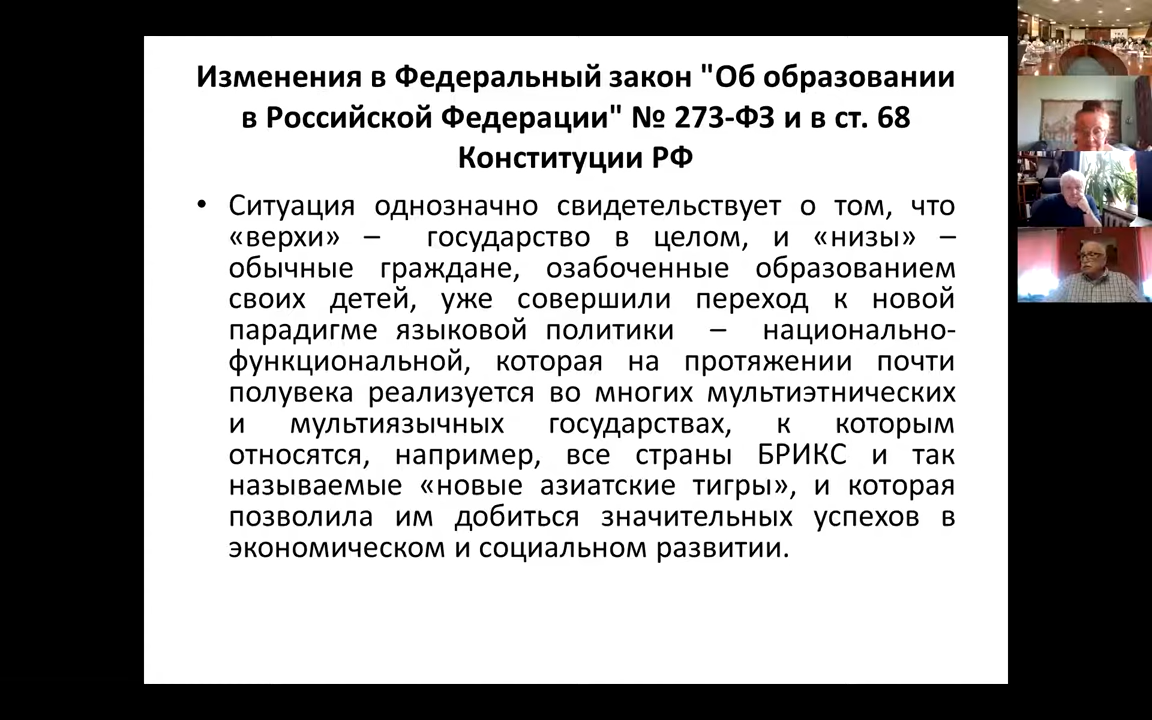 Изменения в Федеральный закон "Об образовании
в Российской Федерации" № 273-ФЗ и в ст. 68
Конституции РФ
• Ситуация однозначно свидетельствует о том, что
«верхи» – государство в целом, и «низы» –
обычные граждане, озабоченные образованием
своих детей, уже совершили переход к новой
парадигме языковой политики – национально-
функциональной, которая на протяжении почти
полувека реализуется во многих мультиэтнических
и мультиязычных государствах, к которым
относятся, например, все страны БРИКС и так
называемые «новые азиатские тигры», и которая
позволила им добиться значительных успехов в
экономическом и социальном развитии.